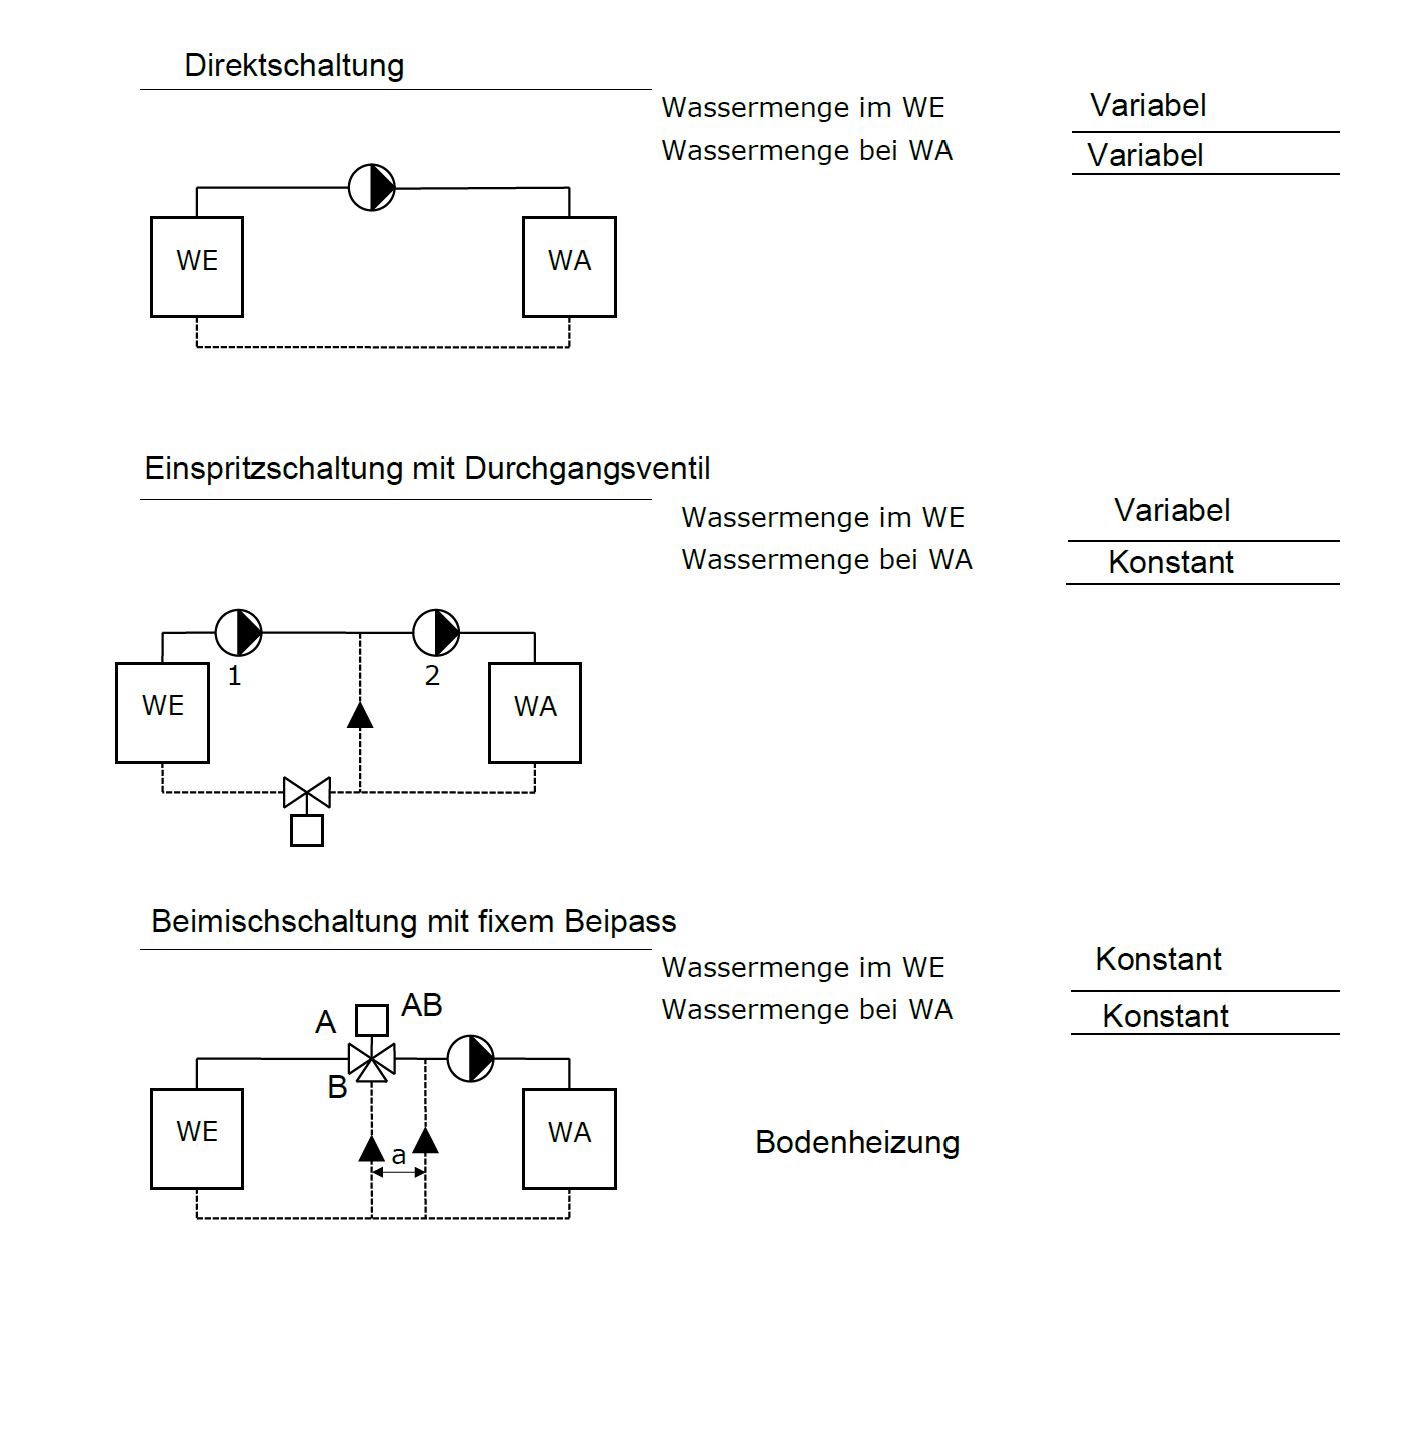 Direktschaltung
Wassermenge im WE
Variabel
Wassermenge bei WA
Variabel
WE
WA
Einspritzschaltung mit Durchgangsventil
Wassermenge im WE
Variabel
Wassermenge bei WA
Konstant
1
2
WE
WA
Beimischschaltung mit fixem Beipass
Wassermenge im WE
Konstant
Wassermenge bei WA
Konstant
A
AB
B
WE
WA
a
Bodenheizung